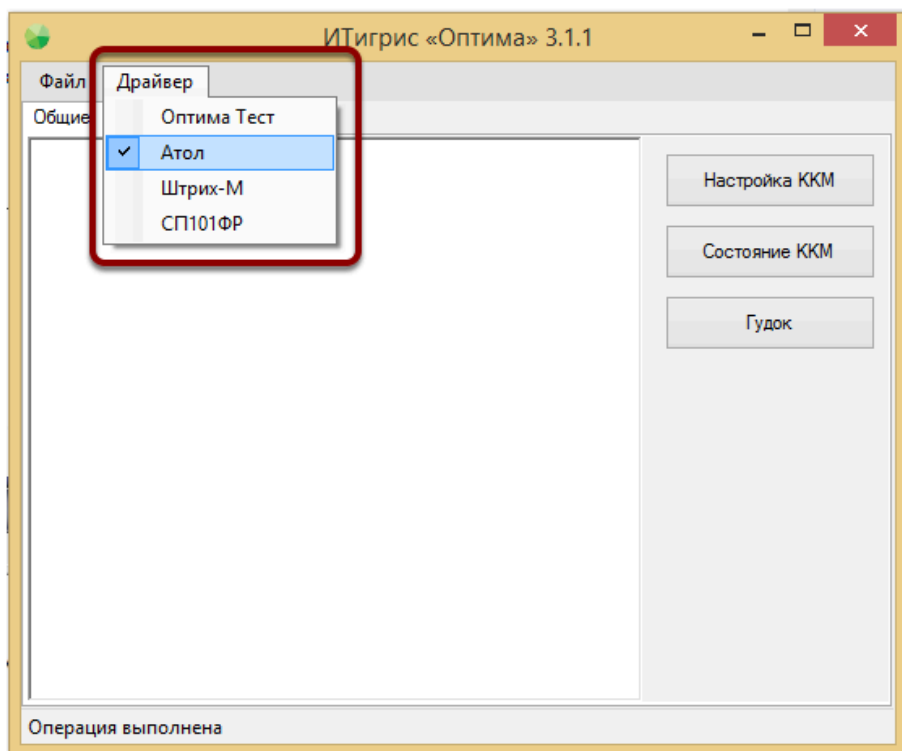 ИТигрис «Оптима» 3.1.1
Файл Драйвер
Общие
Оптима Тест
Атол
Штрих-М
СП101ФР
Настройка ККМ
Состояние ККМ
Гудок
Операция выполнена